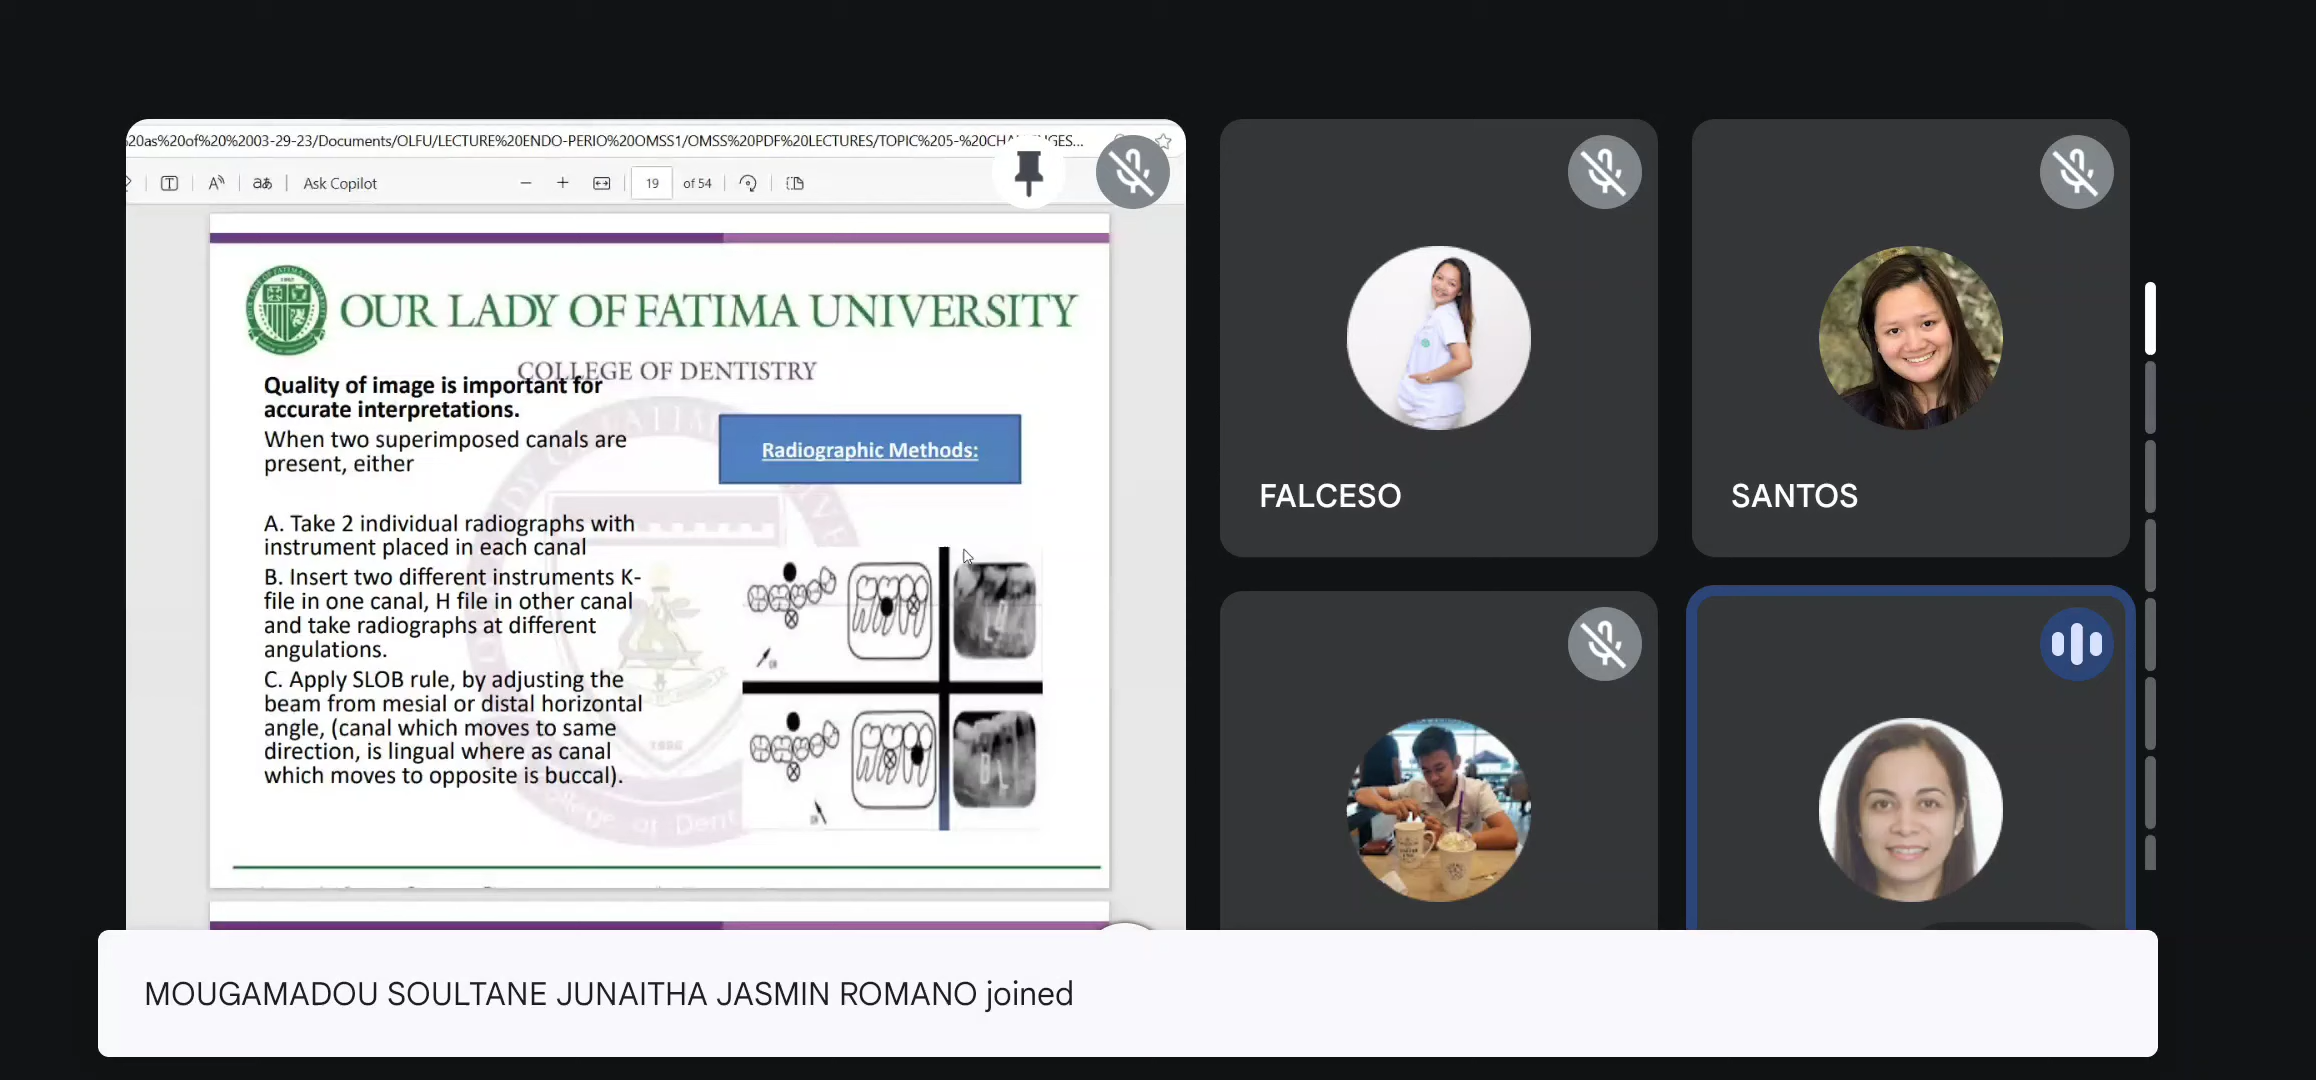 20as%20of%20%2003-29-23/Documents/OLFU/LECTURE%20ENDO-PERIO%20OMSS1/OMSS%20PDF%20LECTURES/TOPIC%205-%20CHA GES...
Ask Copilot
19 of 54
OUR LADY OF FATIMA UNIVERSITY
COLLEGE OF DENTISTRY
Quality of image is important for
accurate interpretations.
When two superimposed canals are
present, either
Radiographic Methods:
A. Take 2 individual radiographs with
instrument placed in each canal
B. Insert two different instruments K-
file in one canal, H file in other canal
and take radiographs at different
angulations.
C. Apply SLOB rule, by adjusting the
beam from mesial or distal horizontal
angle, (canal which moves to same
direction, is lingual where as canal
which moves to opposite is buccal).
FALCESO
SANTOS
MOUGAMADOU SOULTANE JUNAITHA JASMIN ROMANO joined